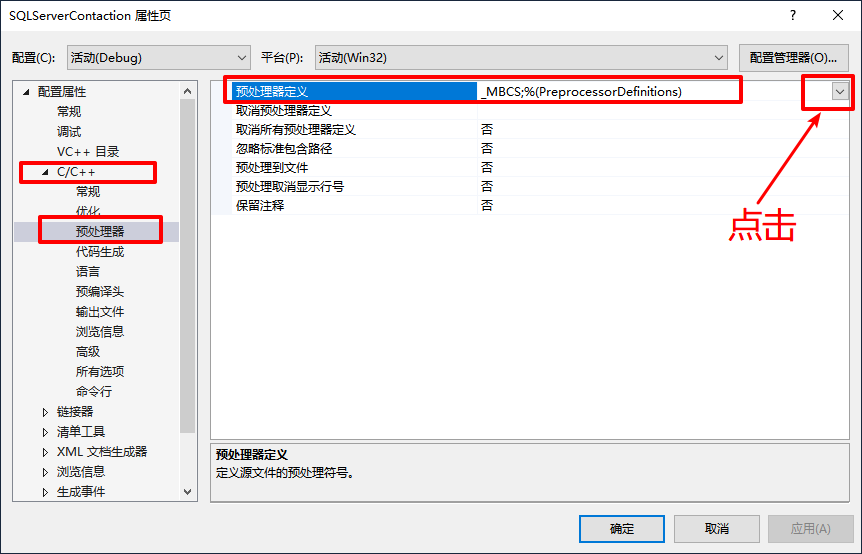 SQLServerContaction 属性页
配置(C): 活动(Debug) 平台(P): 活动(Win32) 配置管理器(O)...
配置属性
常规
调试
VC++ 目录
C/C++
常规
优化
预处理器
代码生成
语言
预编译头
输出文件
浏览信息
高级
所有选项
命令行
链接器
清单工具
XML 文档生成器
浏览信息
生成事件
预处理器定义 _MBCS;%(PreprocessorDefinitions)
取消预处理器定义
取消所有预处理器定义 否
忽略标准包含路径 否
预处理到文件 否
预处理取消显示行号 否
保留注释 否
点击
预处理器定义
定义源文件的预处理符号。
确定 取消 应用(A)